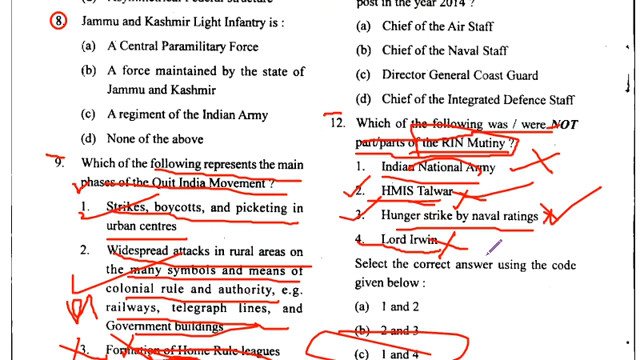 8. Jammu and Kashmir Light Infantry is :
(a) A Central Paramilitary Force
(b) A force maintained by the state of
Jammu and Kashmir
(c) A regiment of the Indian Army
(d) None of the above
9. Which of the following represents the main
phases of the Quit India Movement ?
1. Strikes, boycotts, and picketing in
urban centres
2. Widespread attacks in rural areas on
the many symbols and means of
colonial rule and authority, e.g.
railways, telegraph lines, and
Government buildings
3. Formation of Home Rule leagues
post in the year 2014 ?
(a) Chief of the Air Staff
(b) Chief of the Naval Staff
(c) Director General Coast Guard
(d) Chief of the Integrated Defence Staff
12. Which of the following was / were NOT
part/parts of the RIN Mutiny ?
1. Indian National Army
2. HMIS Talwar
3. Hunger strike by naval ratings
4. Lord Irwin
Select the correct answer using the code
given below :
(a) 1 and 2
(b) 2 and 3
(c) 1 and 4